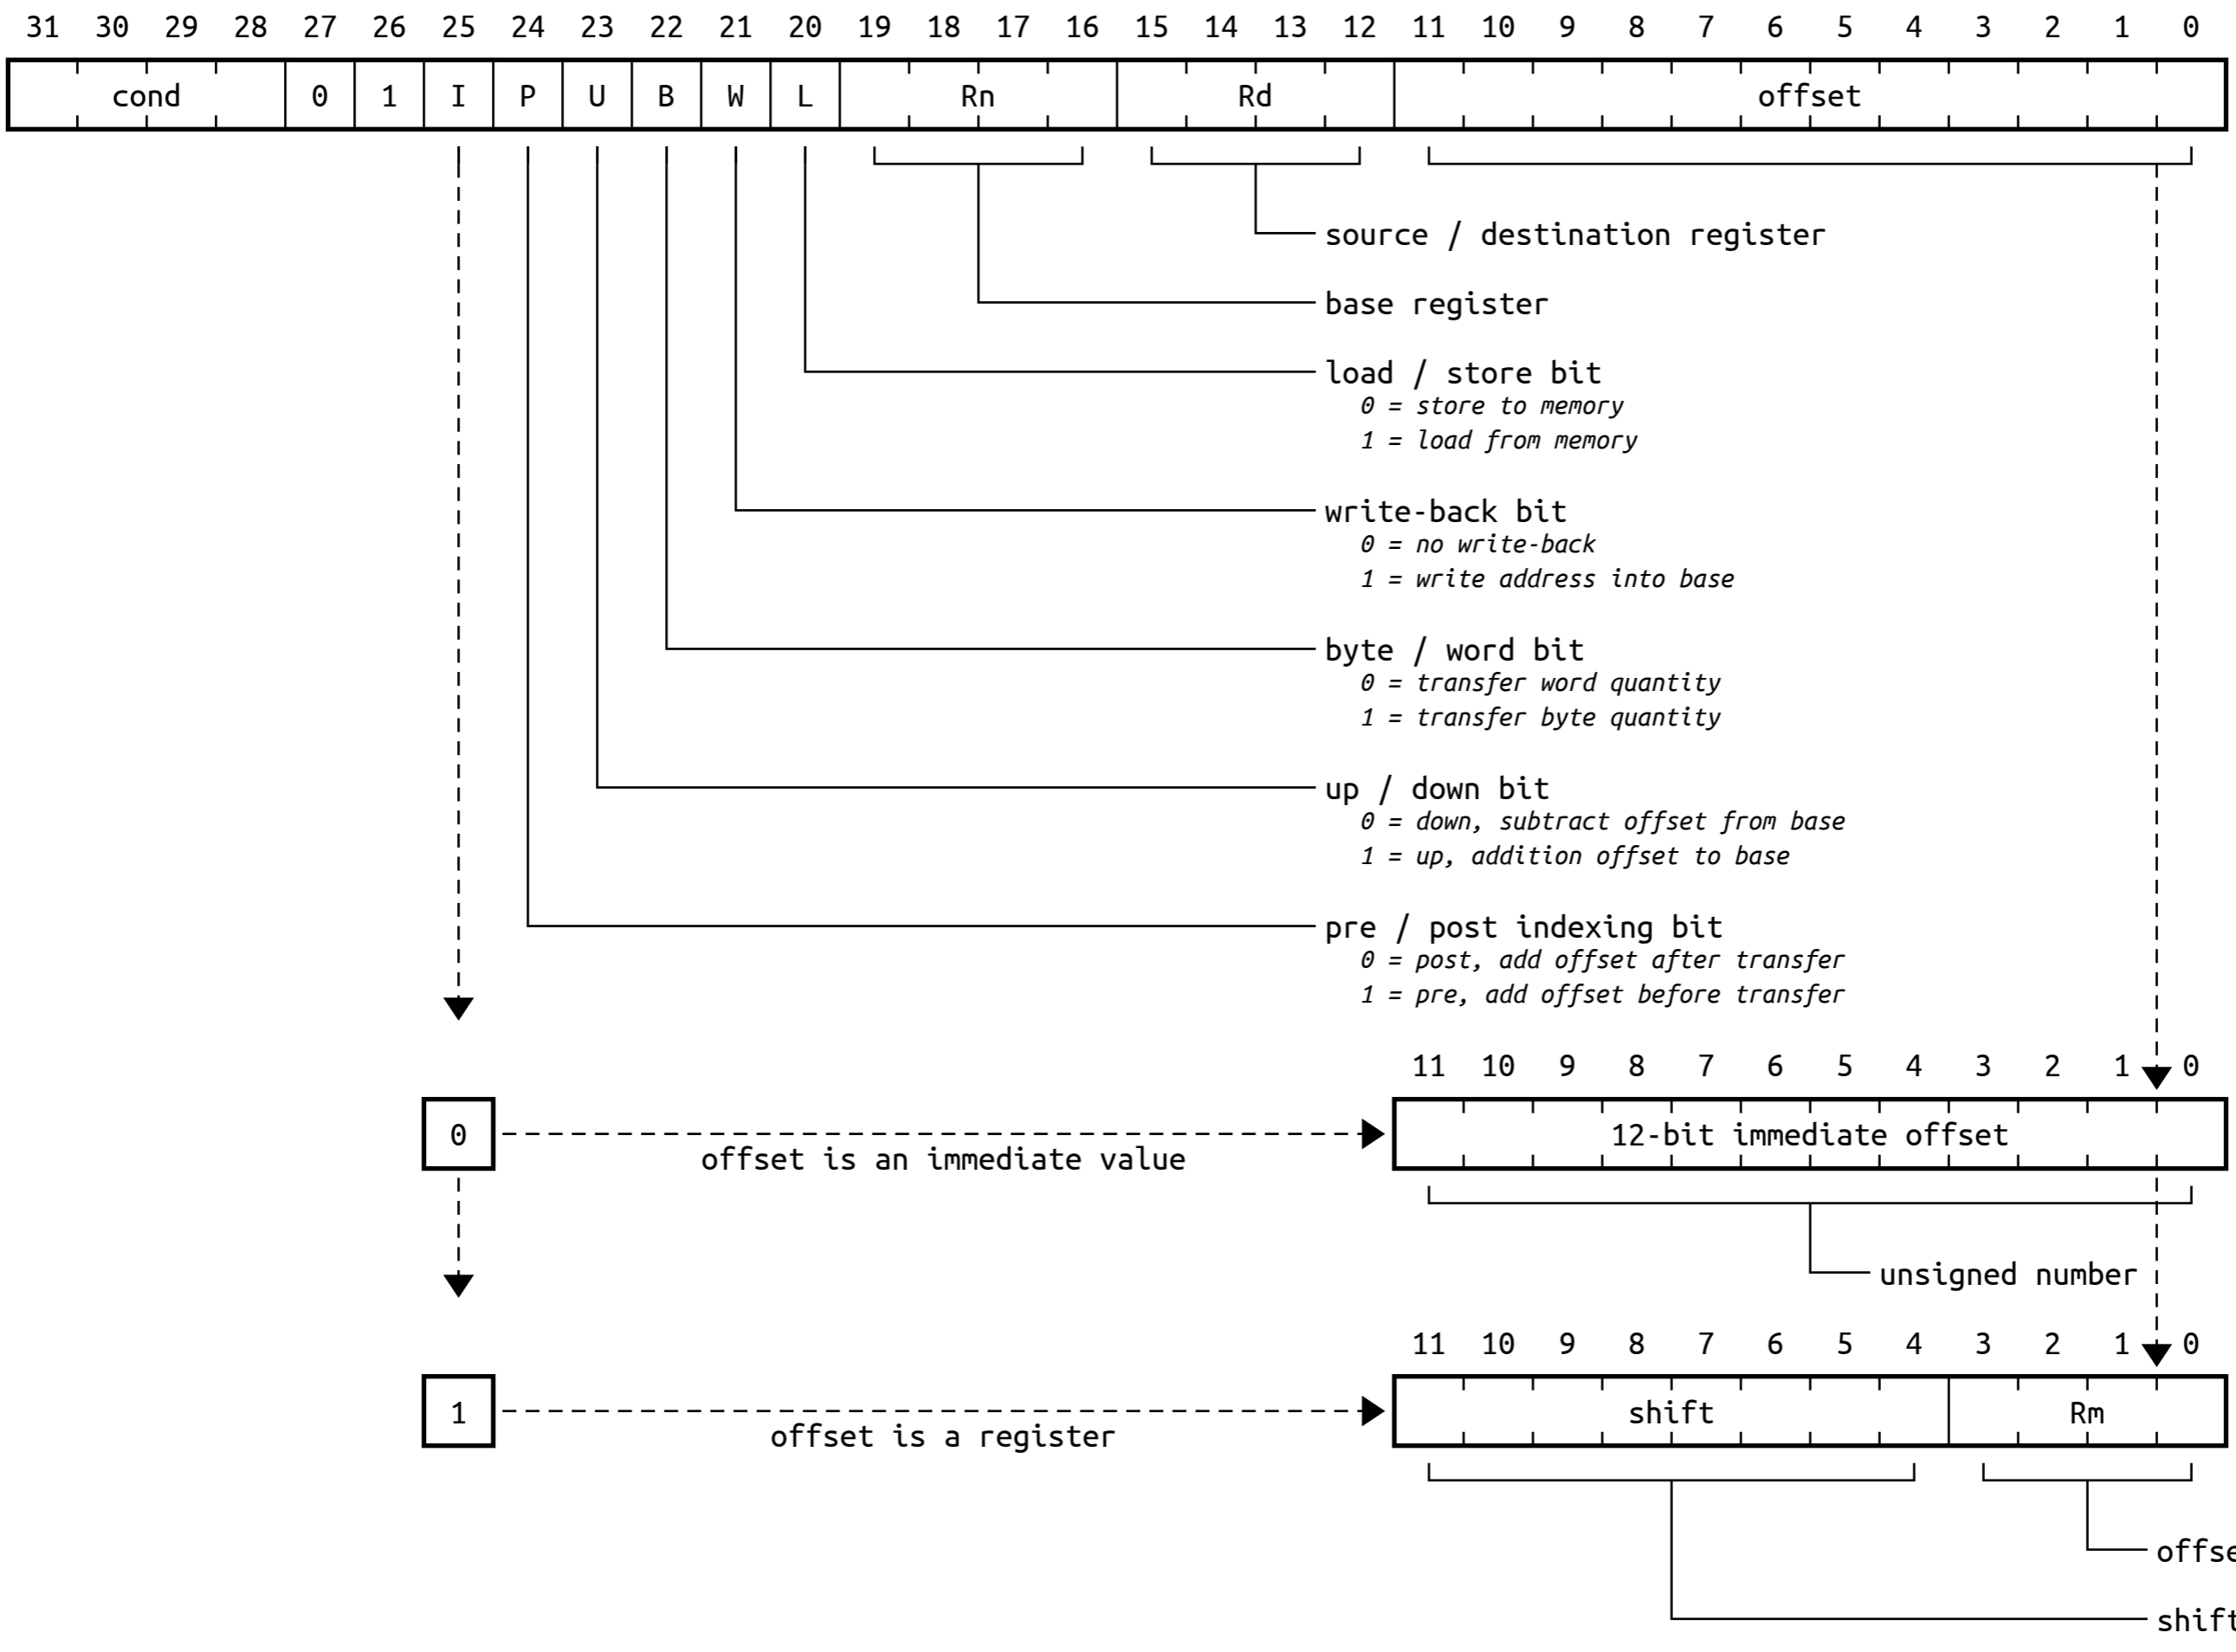 31 30 29 28 27 26 25 24 23 22 21 20 19 18 17 16 15 14 13 12 11 10 9 8 7 6 5 4 3 2 1 0
cond 0 1 I P U B W L Rn Rd offset
source / destination register
base register
load / store bit
0 = store to memory
1 = load from memory
write-back bit
0 = no write-back
1 = write address into base
byte / word bit
0 = transfer word quantity
1 = transfer byte quantity
up / down bit
0 = down, subtract offset from base
1 = up, addition offset to base
pre / post indexing bit
0 = post, add offset after transfer
1 = pre, add offset before transfer
11 10 9 8 7 6 5 4 3 2 1 0
0 12-bit immediate offset
offset is an immediate value
unsigned number
11 10 9 8 7 6 5 4 3 2 1 0
1 shift Rm
offset is a register
shift